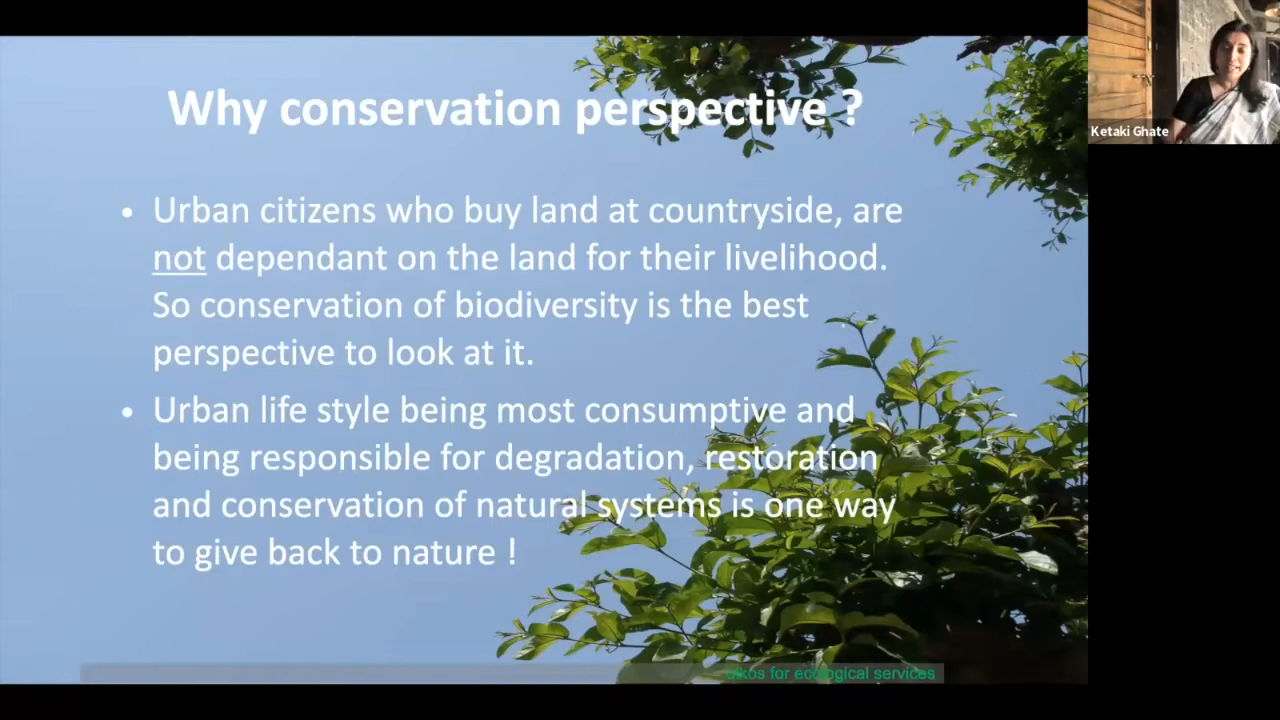 Why conservation perspective ?
• Urban citizens who buy land at countryside, are
not dependant on the land for their livelihood.
So conservation of biodiversity is the best
perspective to look at it.
• Urban life style being most consumptive and
being responsible for degradation, restoration
and conservation of natural systems is one way
to give back to nature !
oikos for ecological services
Ketaki Ghate